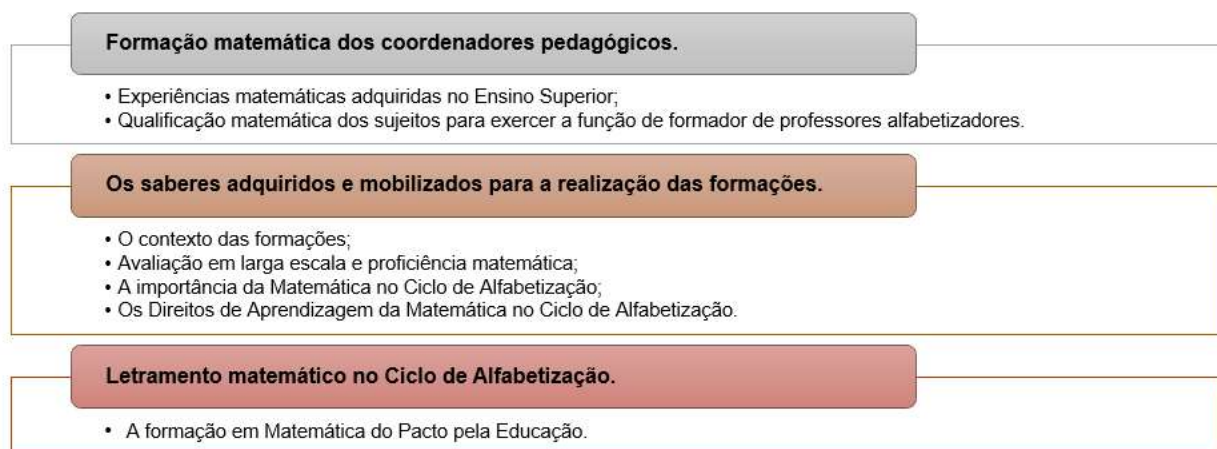 Formação matemática dos coordenadores pedagógicos.
• Experiências matemáticas adquiridas no Ensino Superior;
• Qualificação matemática dos sujeitos para exercer a função de formador de professores alfabetizadores.
Os saberes adquiridos e mobilizados para a realização das formações.
• O contexto das formações;
• Avaliação em larga escala e proficiência matemática;
• A importância da Matemática no Ciclo de Alfabetização;
• Os Direitos de Aprendizagem da Matemática no Ciclo de Alfabetização.
Letramento matemático no Ciclo de Alfabetização.
• A formação em Matemática do Pacto pela Educação.